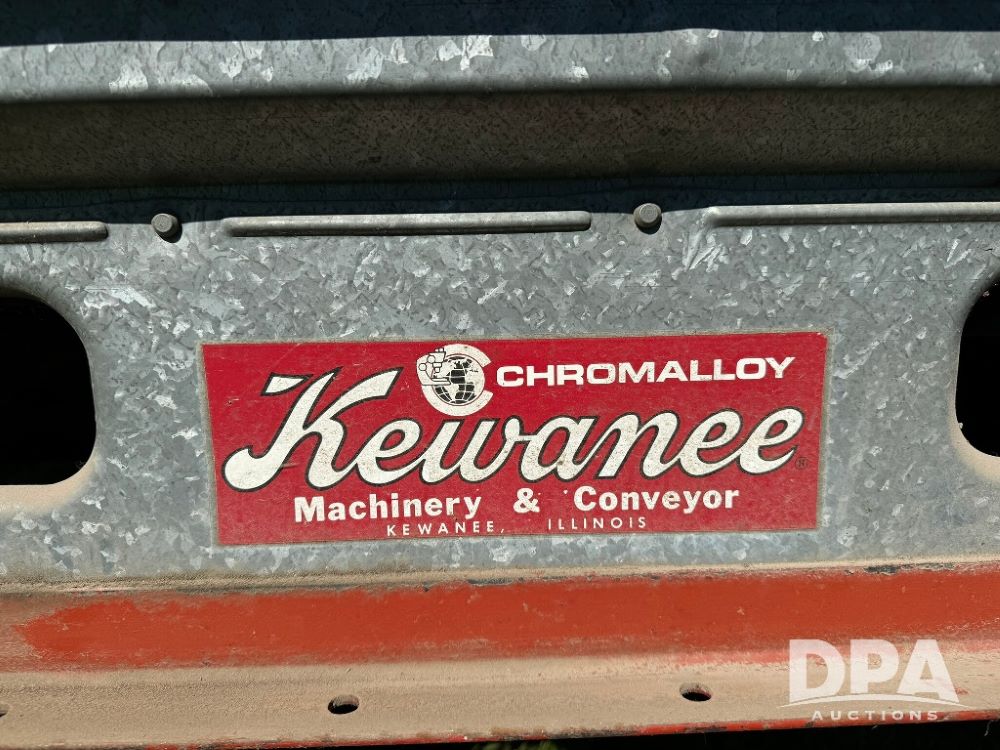 CHROMALLOY
Kewanee®
Machinery & Conveyor
KEWANEE, ILLINOIS
DPA
AUCTIONS